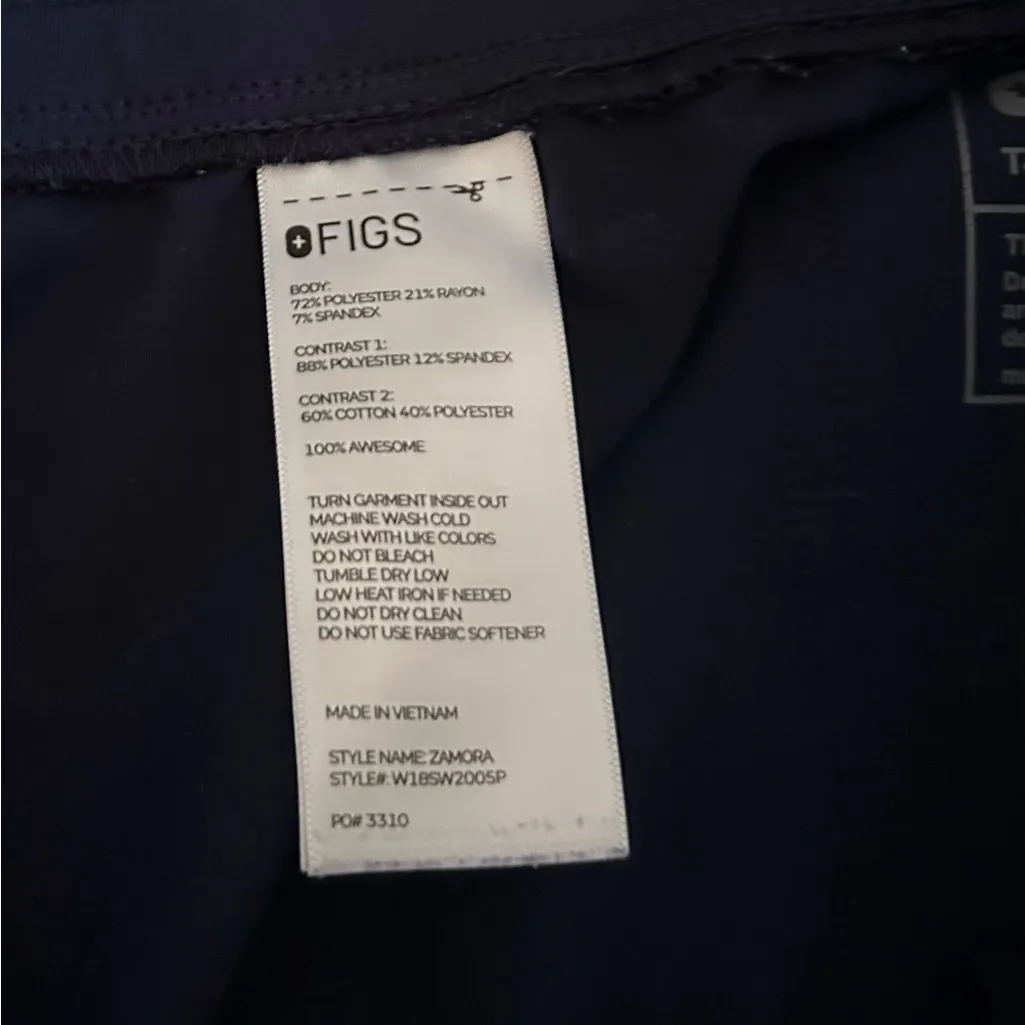 FIGS
BODY:
72% POLYESTER 21% RAYON
7% SPANDEX
CONTRAST 1:
88% POLYESTER 12% SPANDEX
CONTRAST 2:
60% COTTON 40% POLYESTER
100% AWESOME
TURN GARMENT INSIDE OUT
MACHINE WASH COLD
WASH WITH LIKE COLORS
DO NOT BLEACH
TUMBLE DRY LOW
LOW HEAT IRON IF NEEDED
DO NOT DRY CLEAN
DO NOT USE FABRIC SOFTENER
MADE IN VIETNAM
STYLE NAME: ZAMORA
STYLE#: W18SW2005P
PO# 3310